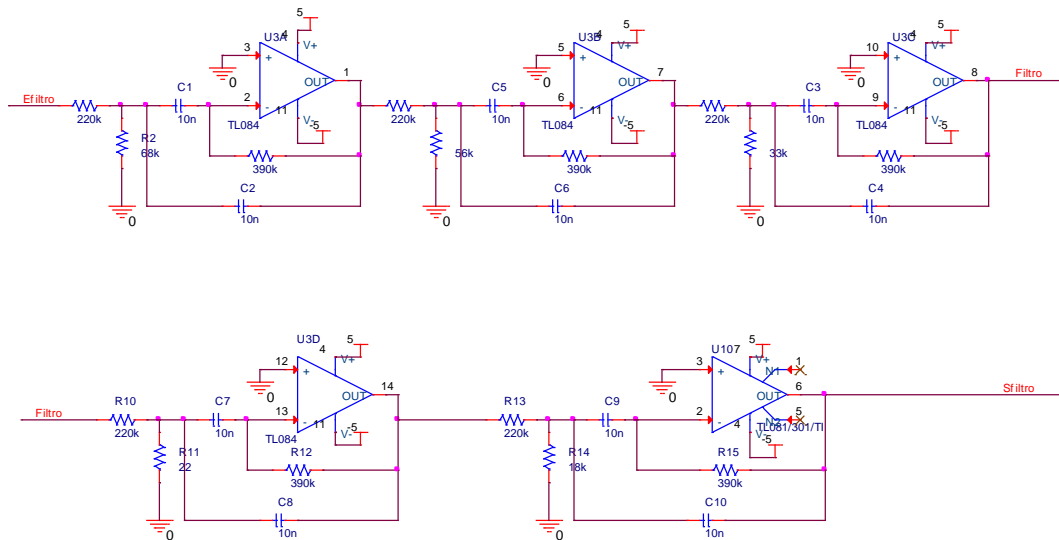 5
U3A
4
V+
3
+
0
OUT
1
2
-
11
TL084
V-
-5
Efiltro
220k
C1
10n
R2
68k
0
390k
C2
10n
5
U3B
4
V+
5
+
0
OUT
7
6
-
11
TL084
V-
-5
220k
C5
10n
56k
0
390k
C6
10n
5
U3C
4
V+
10
+
0
OUT
8
Filtro
9
-
11
TL084
V-
-5
220k
C3
10n
33k
0
390k
C4
10n
5
U3D
4
V+
12
+
0
OUT
14
13
-
11
TL084
V-
-5
Filtro
R10
220k
C7
10n
R11
22
0
R12
390k
C8
10n
5
U107
V+
3
+
0
N1
1
OUT
6
Sfiltro
2
-
4
N2
5
TL081/301/TI
V-
-5
R13
220k
C9
10n
R14
18k
0
R15
390k
C10
10n